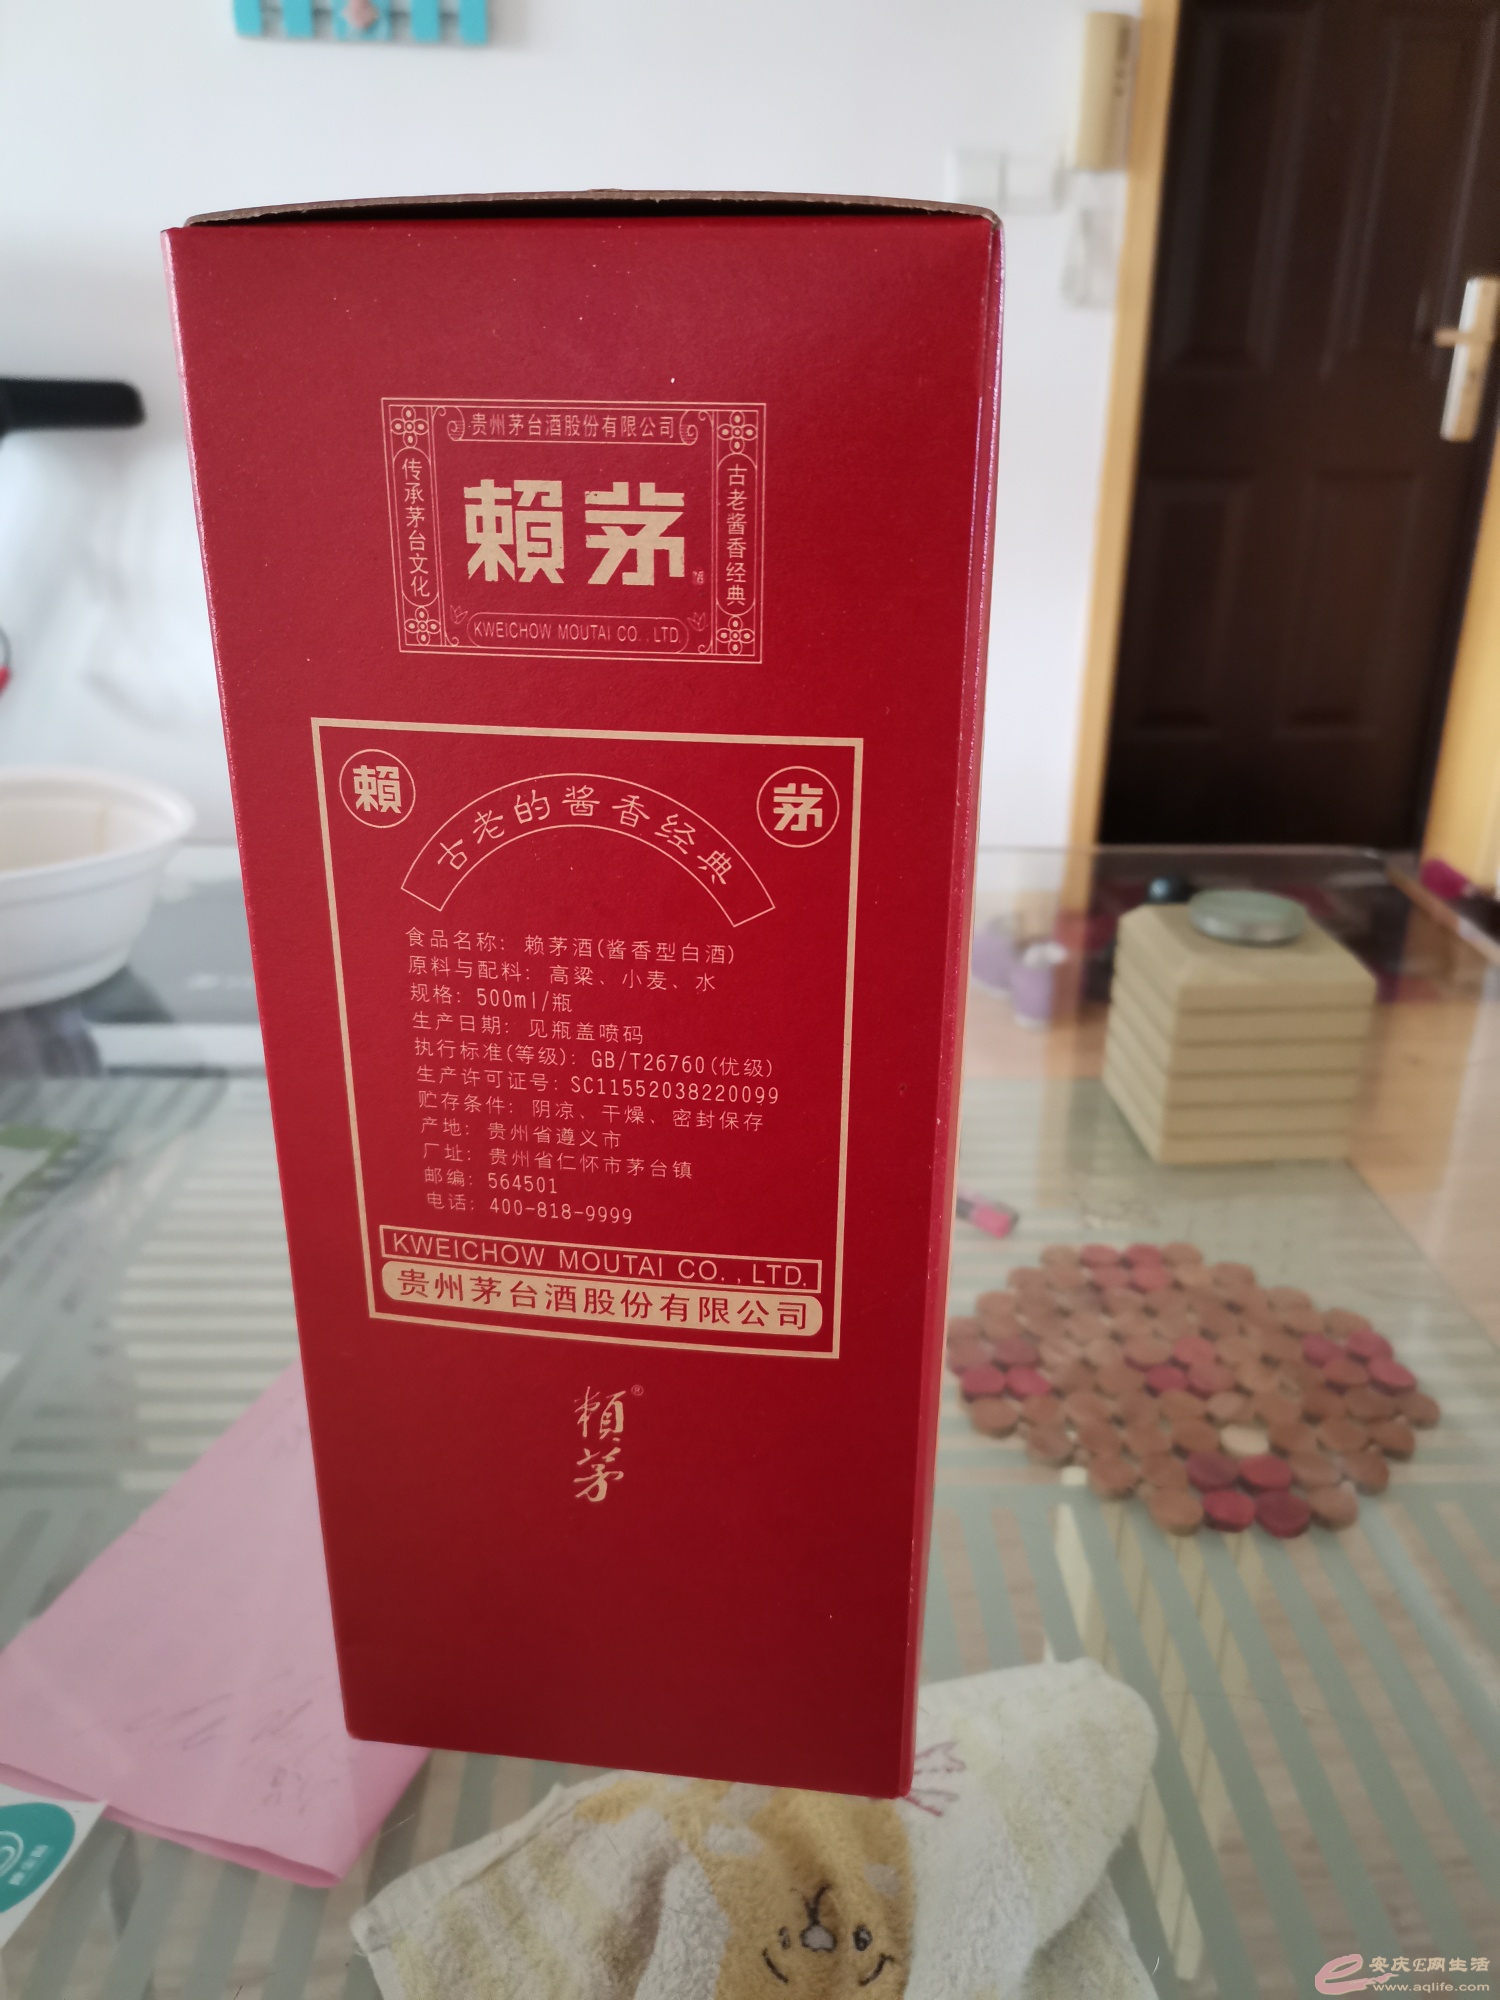 贵州茅台酒股份有限公司
传承茅台文化
賴茅
古老酱香经典
KWEICHOW MOUTAI CO., LTD.
賴
茅
古老的酱香经典
食品名称: 赖茅酒(酱香型白酒)
原料与配料: 高粱、小麦、水
规格: 500ml/瓶
生产日期: 见瓶盖喷码
执行标准(等级): GB/T26760(优级)
生产许可证号: SC11552038220099
贮存条件: 阴凉、干燥、密封保存
产地: 贵州省遵义市
厂址: 贵州省仁怀市茅台镇
邮编: 564501
电话: 400-818-9999
KWEICHOW MOUTAI CO., LTD.
贵州茅台酒股份有限公司
賴茅®
安庆E网生活
www.aqlife.com